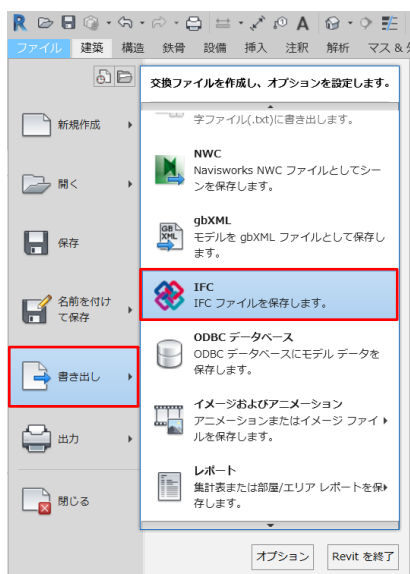 ファイル 建築 構造 鉄骨 設備 挿入 注釈 解析 マス &
交換ファイルを作成し、オプションを設定します。
新規作成
開く
保存
名前を付け
て保存
書き出し
出力
閉じる
字ファイル(.txt)に書き出します。
NWC
Navisworks NWC ファイルとしてシー
ンを保存します。
gbXML
モデルを gbXML ファイルとして保存し
ます。
IFC
IFC ファイルを保存します。
ODBC データベース
ODBC データベースにモデル データを
保存します。
イメージおよびアニメーション
アニメーションまたはイメージ ファイ
ルを保存します。
レポート
集計表または部屋/エリア レポートを保
存します。
オプション Revit を終了